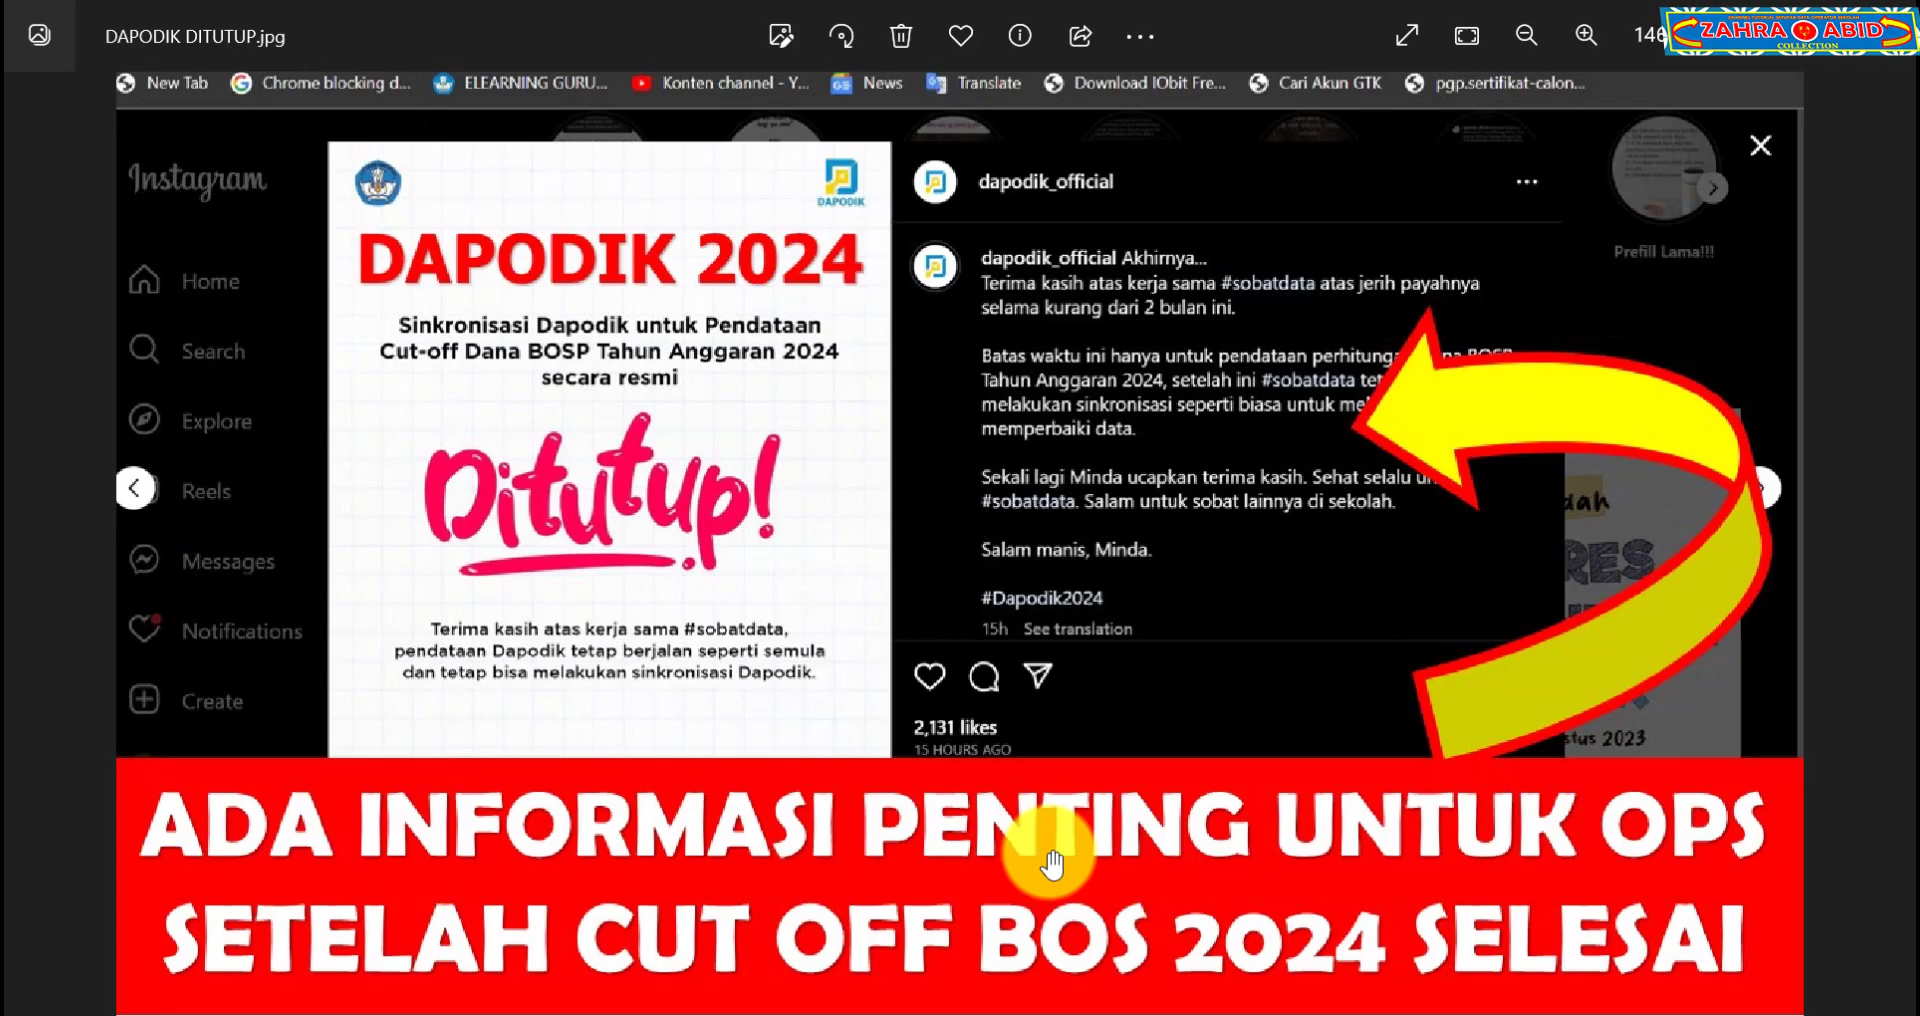 DAPODIK DITUTUP.jpg
ZAHRA ABID
COLLECTION
New Tab
Chrome blocking d...
ELEARNING GURU...
Konten channel - Y...
News
Translate
Download IObit Fre...
Cari Akun GTK
pgp.sertifikat-calon...
Instagram
Home
Search
Explore
Reels
Messages
Notifications
Create
DAPODIK
DAPODIK 2024
Sinkronisasi Dapodik untuk Pendataan
Cut-off Dana BOSP Tahun Anggaran 2024
secara resmi
Ditutup!
Terima kasih atas kerja sama #sobatdata,
pendataan Dapodik tetap berjalan seperti semula
dan tetap bisa melakukan sinkronisasi Dapodik.
dapodik_official
dapodik_official Akhirnya...
Terima kasih atas kerja sama #sobatdata atas jerih payahnya
selama kurang dari 2 bulan ini.
Batas waktu ini hanya untuk pendataan
Tahun Anggaran 2024, setelah ini #sobatdata
melakukan sinkronisasi seperti biasa untuk
memperbaiki data.
Sekali lagi Minda ucapkan terima kasih. Sehat selalu
#sobatdata. Salam untuk sobat lainnya di sekolah.
Salam manis, Minda.
#Dapodik2024
15h See translation
2,131 likes
15 HOURS AGO
Prefill Lama!!!
2023
ADA INFORMASI PENTING UNTUK OPS
SETELAH CUT OFF BOS 2024 SELESAI